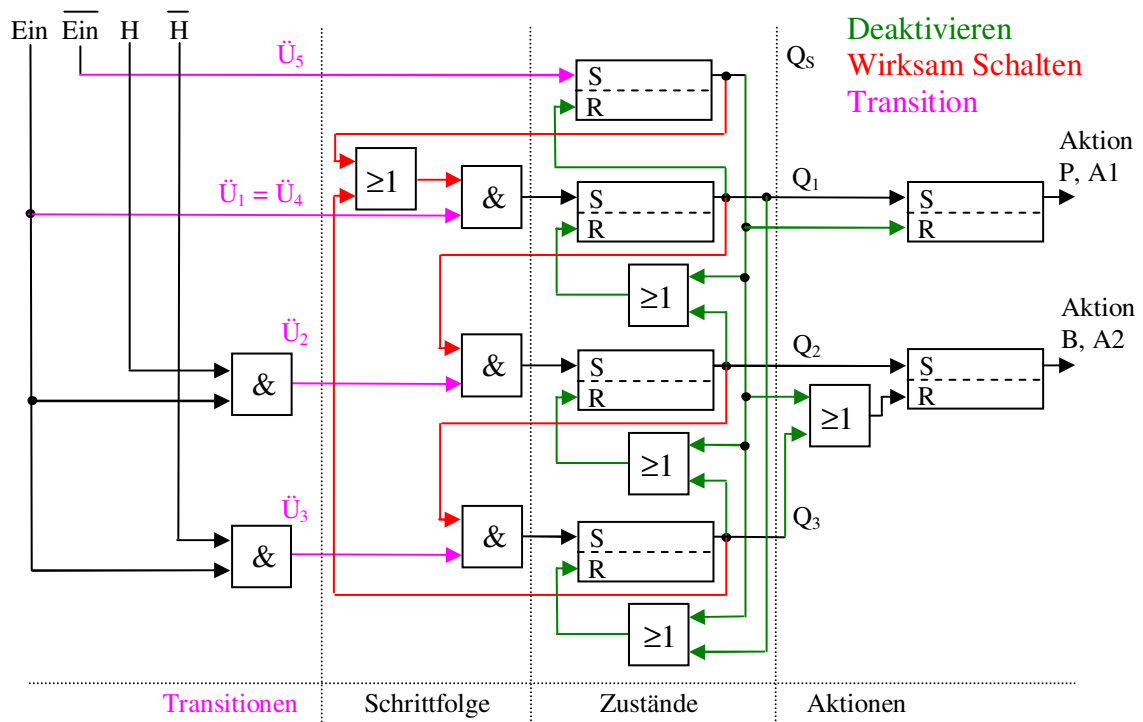 Ein Ein H H
Deaktivieren
Wirksam Schalten
Transition
Ü5
S
R
QS
Aktion
P, A1
≥1
Ü1 = Ü4
&
S
R
Q1
S
R
≥1
Aktion
B, A2
Ü2
&
&
S
R
Q2
S
R
≥1
≥1
Ü3
&
&
S
R
Q3
≥1
Transitionen
Schrittfolge
Zustände
Aktionen